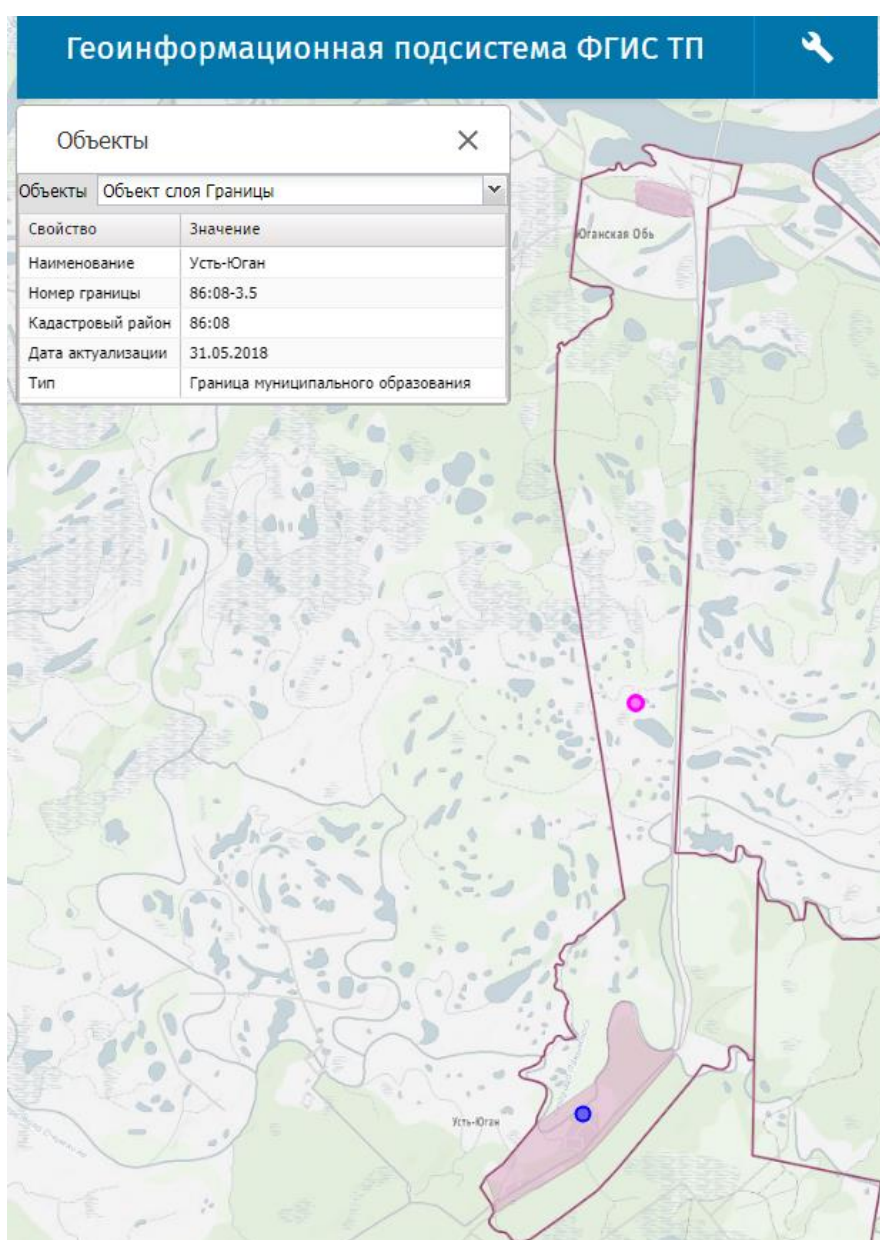 Геоинформационная подсистема ФГИС ТП
Объекты
Объекты Объект слоя Границы
Свойство Значение
Наименование Усть-Юган
Номер границы 86:08-3.5
Кадастровый район 86:08
Дата актуализации 31.05.2018
Тип Граница муниципального образования
Юганская Обь
Усть-Юган